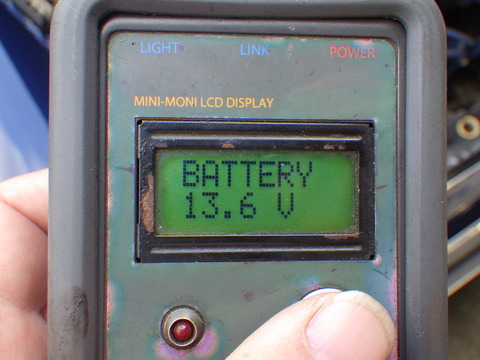 LIGHT LINK POWER
MINI-MONI LCD DISPLAY
BATTERY
13.6 V